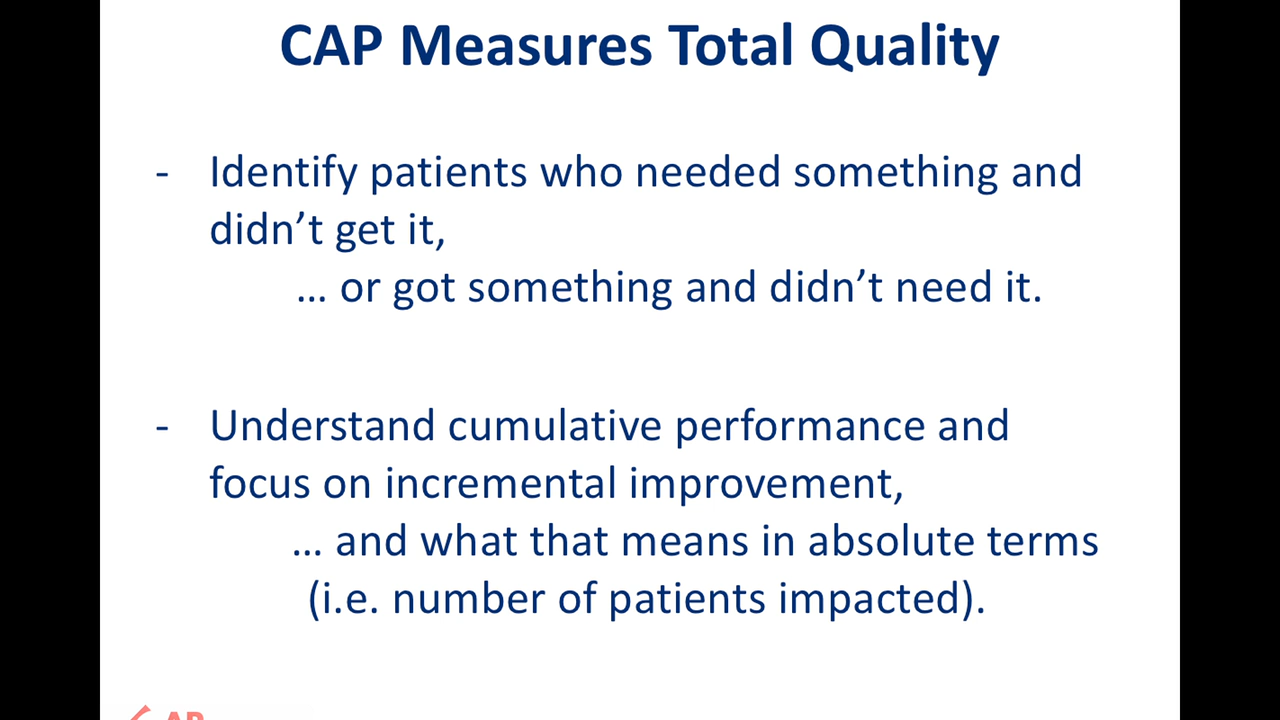 CAP Measures Total Quality
- Identify patients who needed something and
didn’t get it,
… or got something and didn’t need it.
- Understand cumulative performance and
focus on incremental improvement,
… and what that means in absolute terms
(i.e. number of patients impacted).